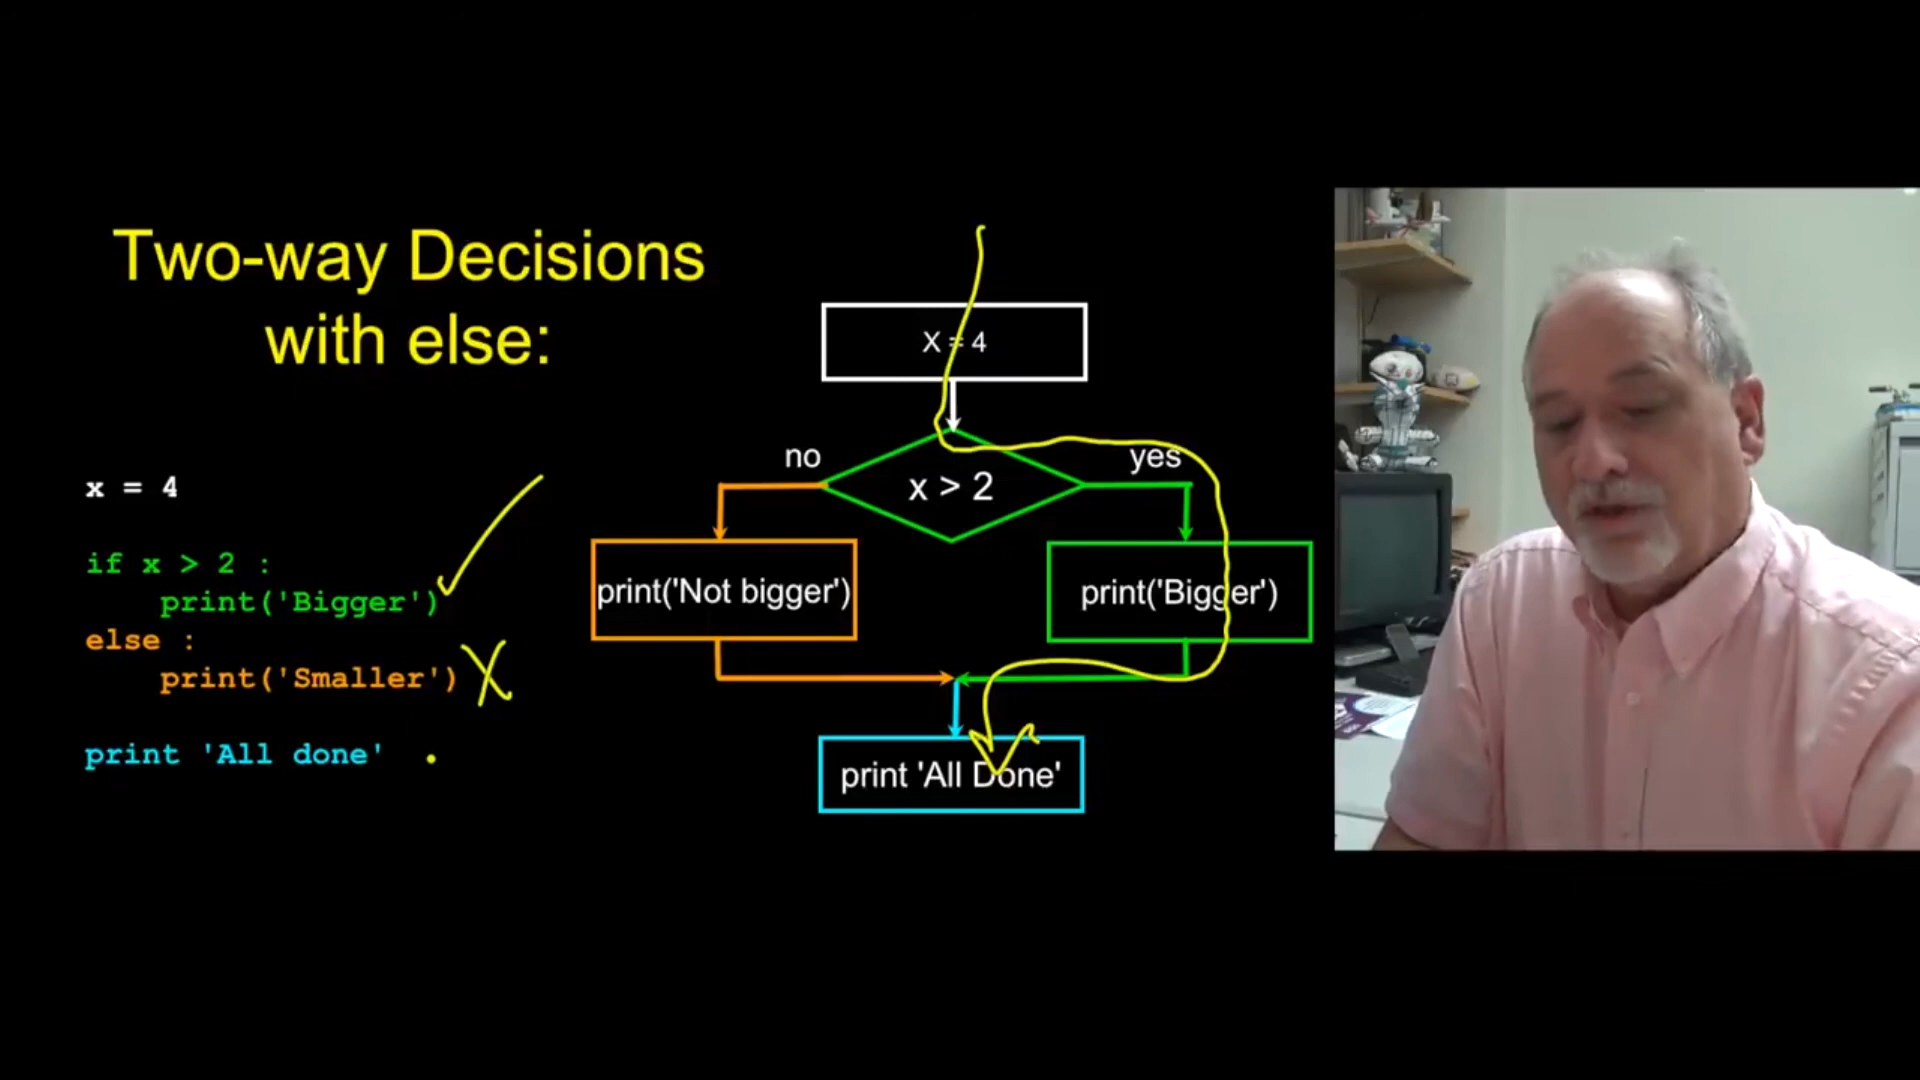 Two-way Decisions
with else:
x = 4
if x > 2 :
print('Bigger')
else :
print('Smaller')
print 'All done'
X = 4
no
x > 2
yes
print('Not bigger')
print('Bigger')
print 'All Done'